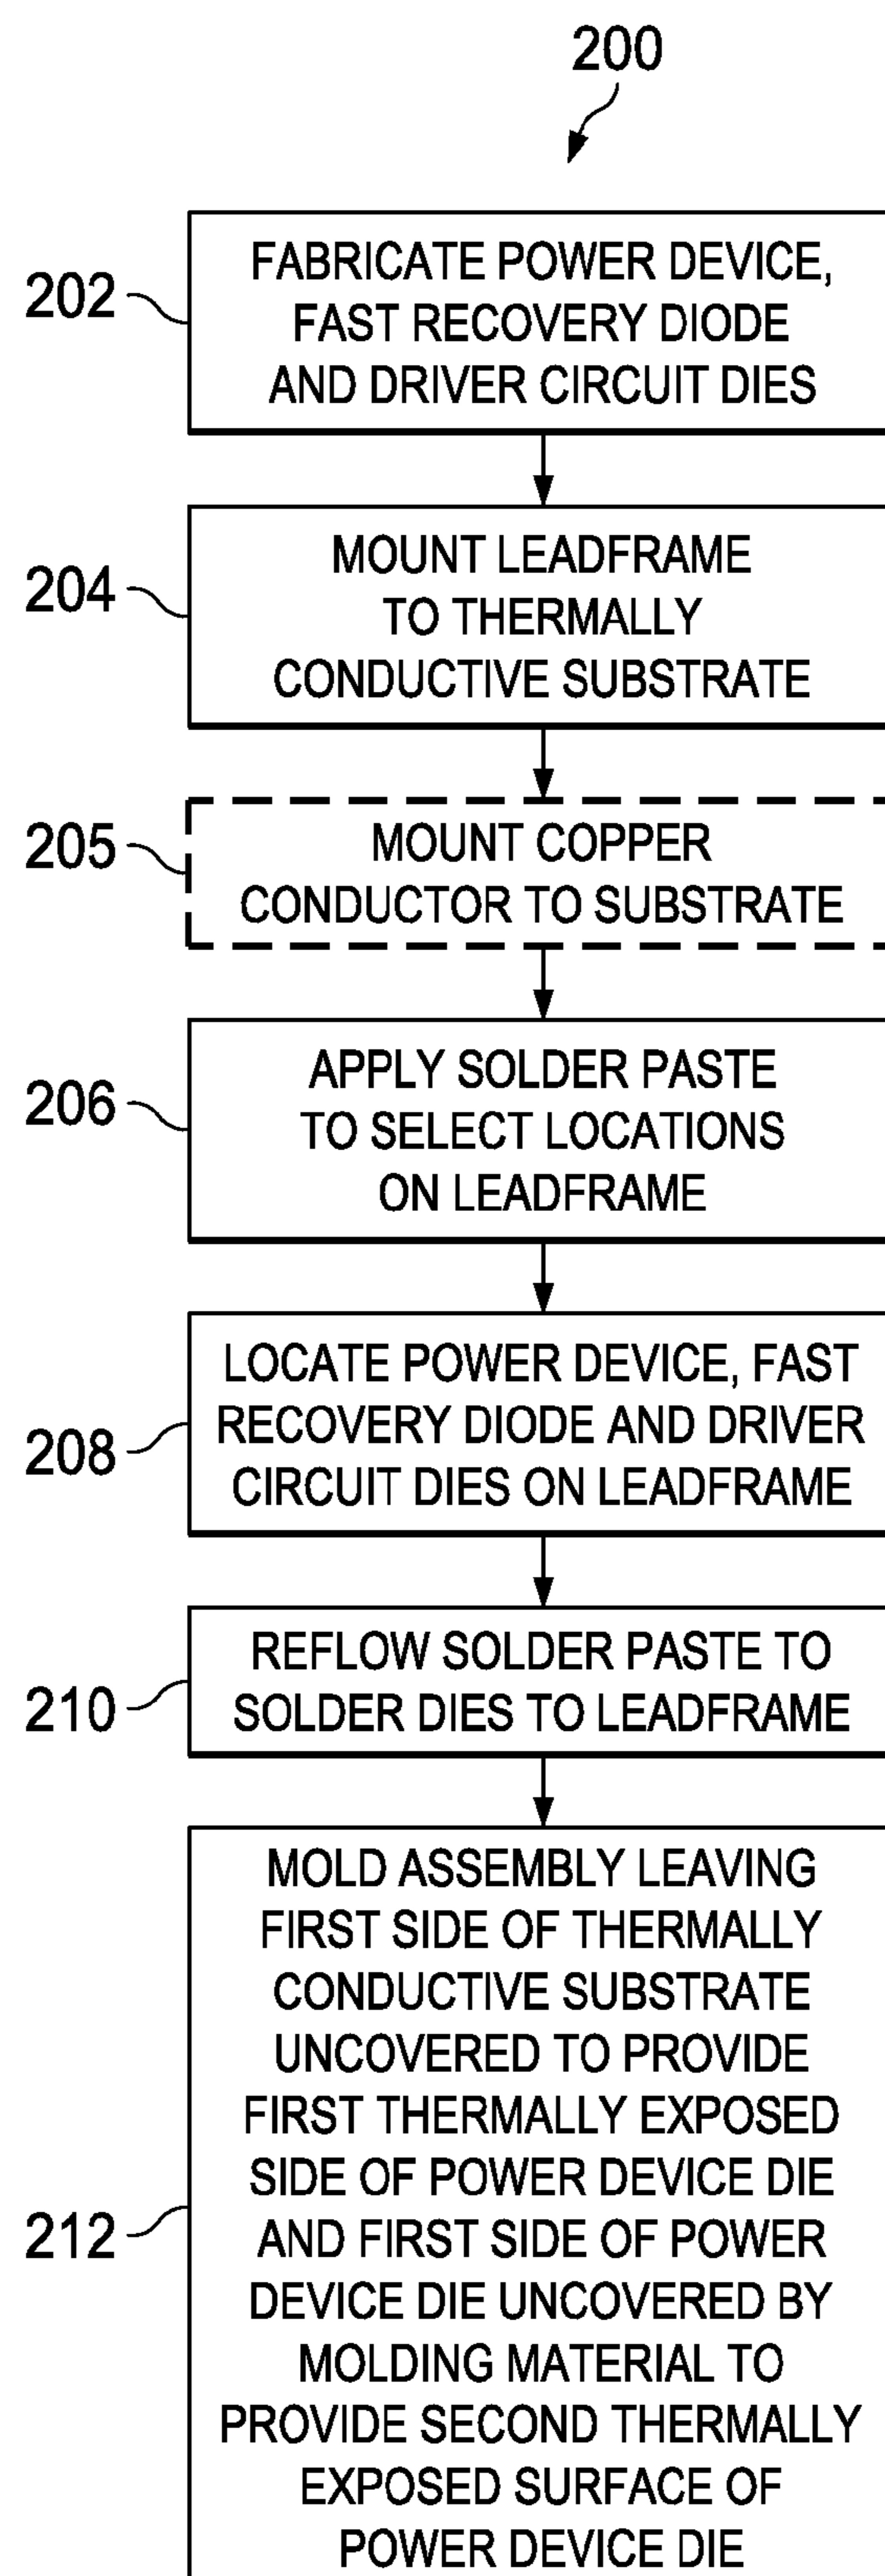 200
202
FABRICATE POWER DEVICE,
FAST RECOVERY DIODE
AND DRIVER CIRCUIT DIES
204
MOUNT LEADFRAME
TO THERMALLY
CONDUCTIVE SUBSTRATE
205
MOUNT COPPER
CONDUCTOR TO SUBSTRATE
206
APPLY SOLDER PASTE
TO SELECT LOCATIONS
ON LEADFRAME
208
LOCATE POWER DEVICE, FAST
RECOVERY DIODE AND DRIVER
CIRCUIT DIES ON LEADFRAME
210
REFLOW SOLDER PASTE TO
SOLDER DIES TO LEADFRAME
212
MOLD ASSEMBLY LEAVING
FIRST SIDE OF THERMALLY
CONDUCTIVE SUBSTRATE
UNCOVERED TO PROVIDE
FIRST THERMALLY EXPOSED
SIDE OF POWER DEVICE DIE
AND FIRST SIDE OF POWER
DEVICE DIE UNCOVERED BY
MOLDING MATERIAL TO
PROVIDE SECOND THERMALLY
EXPOSED SURFACE OF
POWER DEVICE DIE